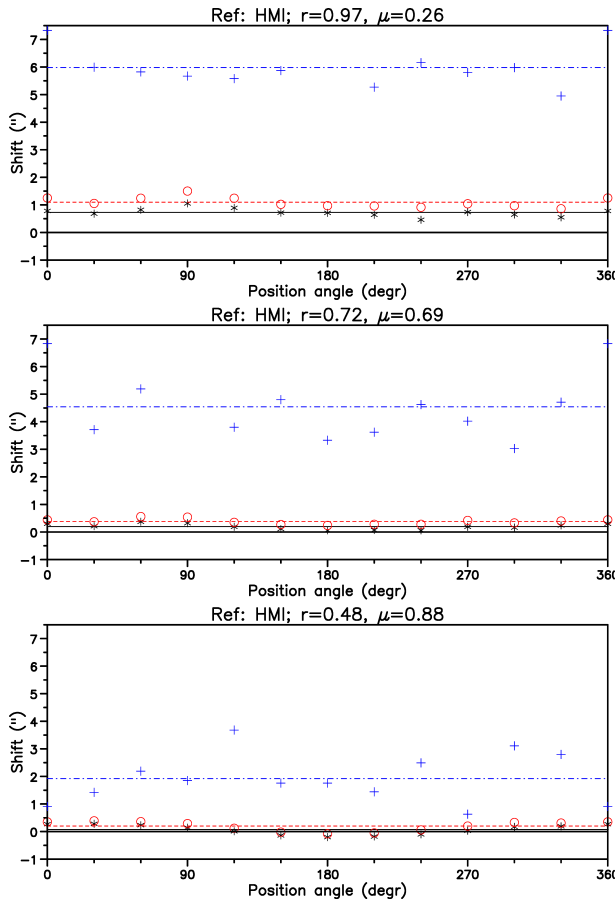 Ref: HMI; r=0.97, μ=0.26
7
6
5
4
3
2
1
0
−1
Shift (")
0 90 180 270 360
Position angle (degr)
Ref: HMI; r=0.72, μ=0.69
7
6
5
4
3
2
1
0
−1
Shift (")
0 90 180 270 360
Position angle (degr)
Ref: HMI; r=0.48, μ=0.88
7
6
5
4
3
2
1
0
−1
Shift (")
0 90 180 270 360
Position angle (degr)